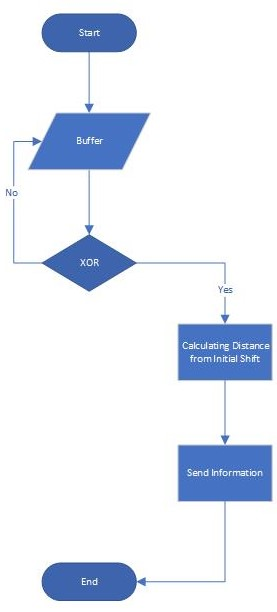 Start
Buffer
No
XOR
Yes
Calculating Distance
from Initial Shift
Send Information
End